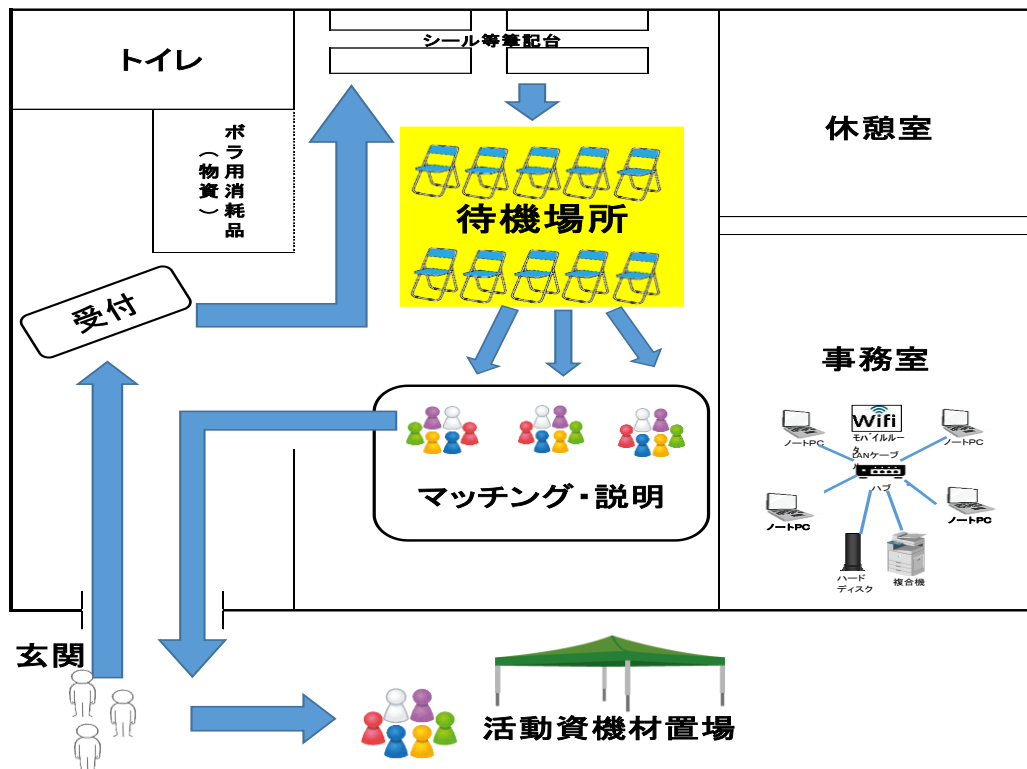 シール等筆記台
トイレ
ボラ用消耗品
（物資）
休憩室
待機場所
受付
事務室
マッチング・説明
Wifi
モバイルルー
タ
LANケーブ
ル
ノートPC
ノートPC
ハブ
ノートPC
ノートPC
ハード
ディスク
複合機
玄関
活動資機材置場